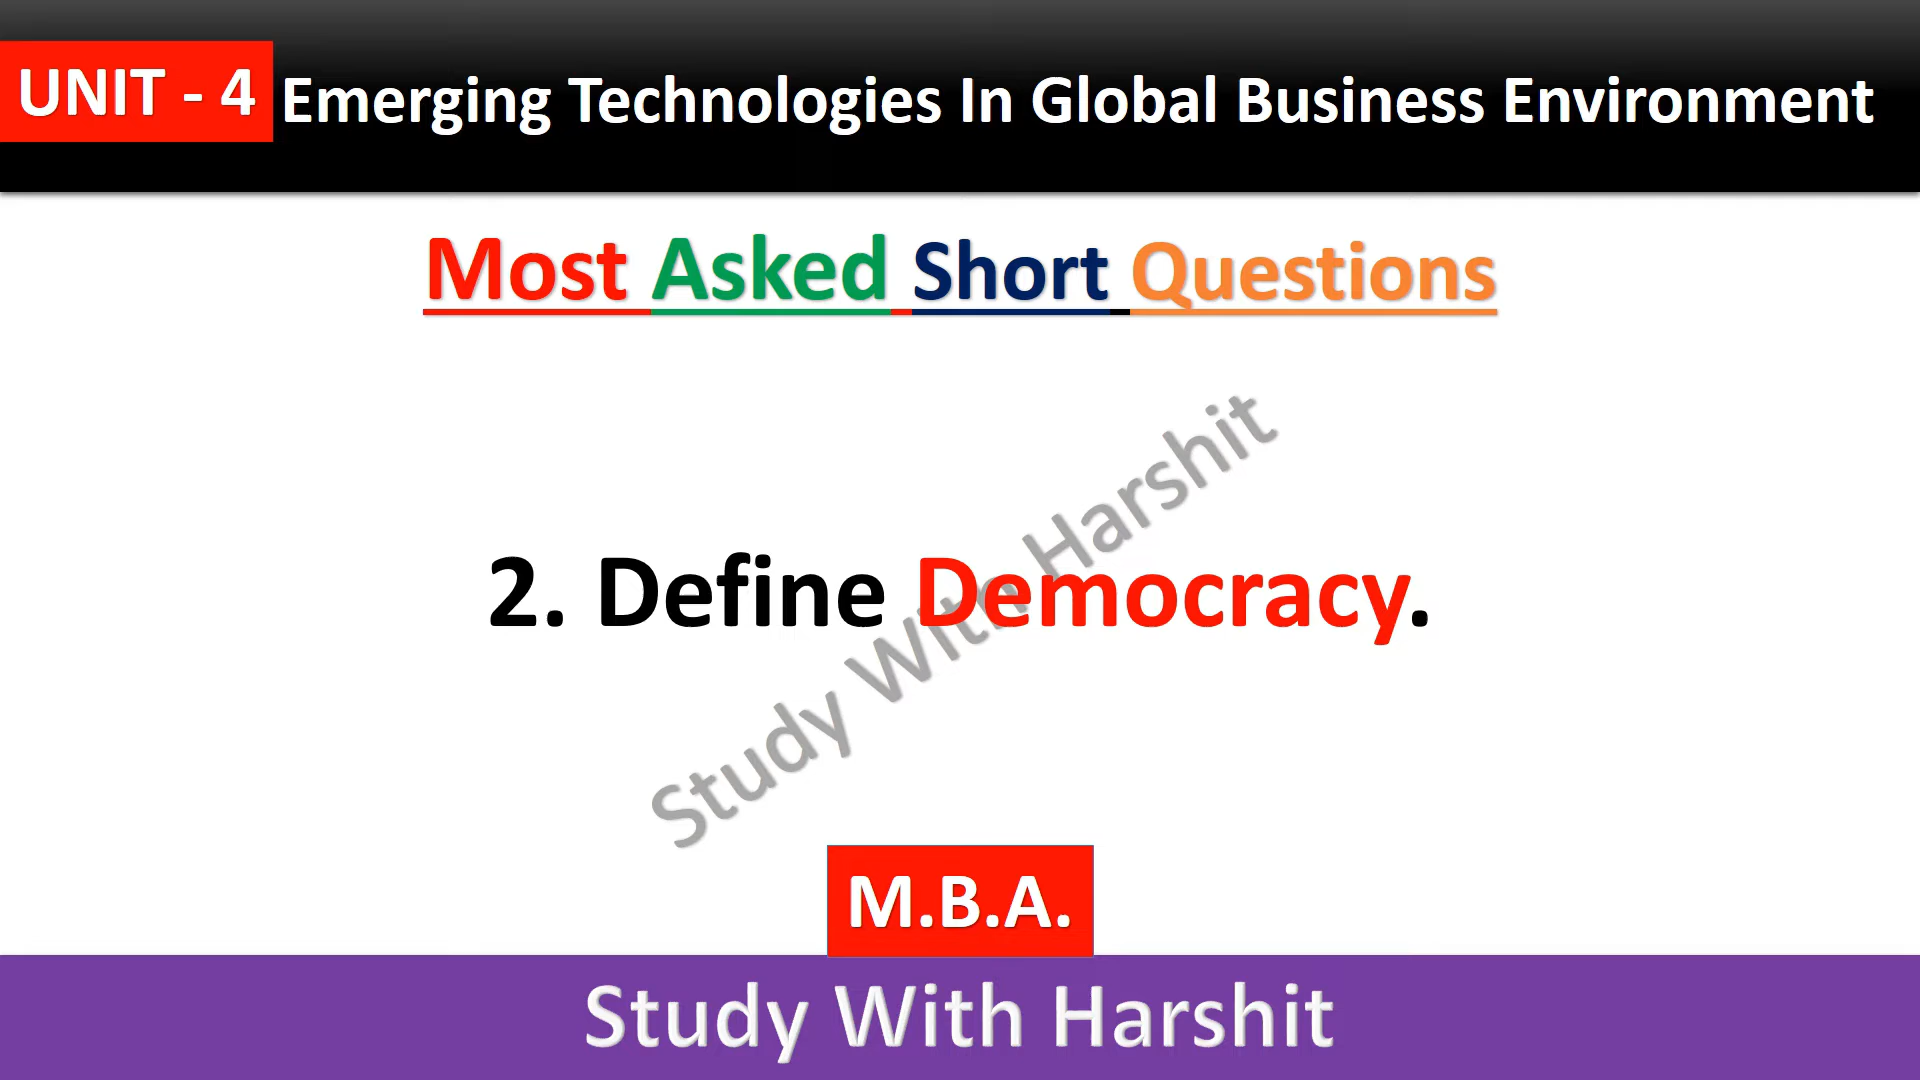 UNIT - 4
Emerging Technologies In Global Business Environment
Most Asked Short Questions
2. Define Democracy.
Study With Harshit
M.B.A.
Study With Harshit